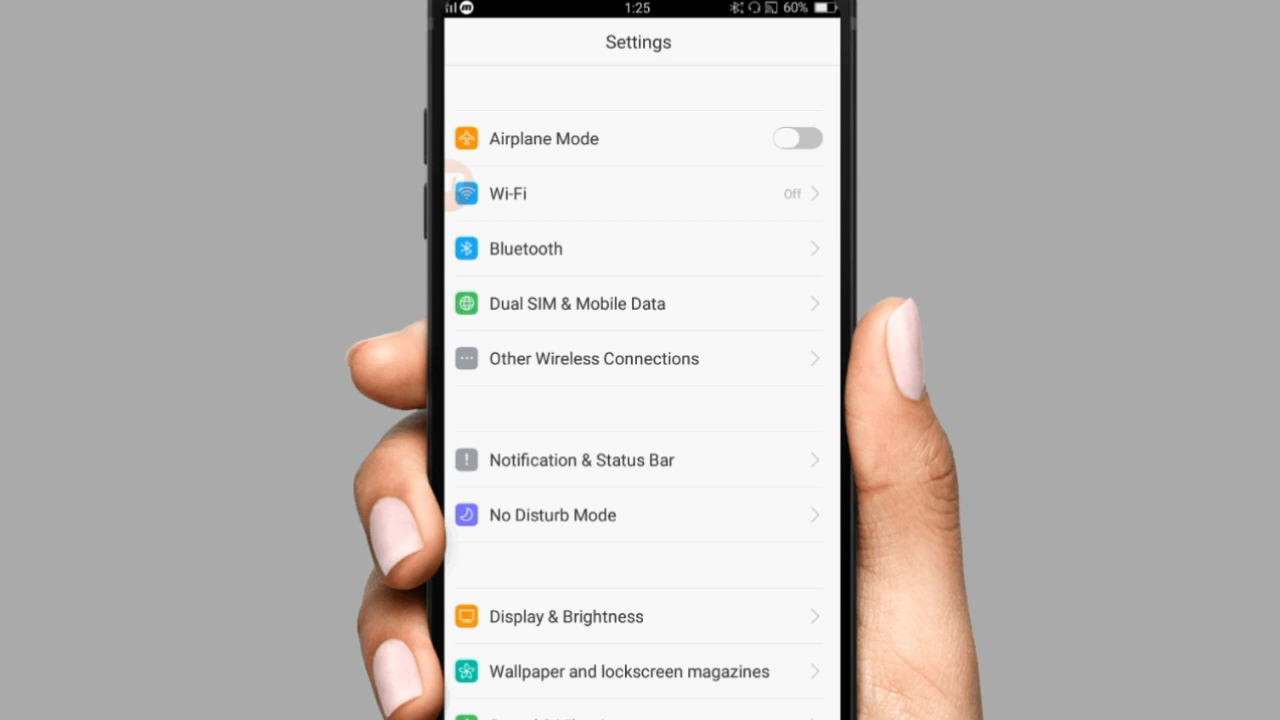 1:25
60%
Settings
Airplane Mode
Wi-Fi
Off
Bluetooth
Dual SIM & Mobile Data
Other Wireless Connections
Notification & Status Bar
No Disturb Mode
Display & Brightness
Wallpaper and lockscreen magazines